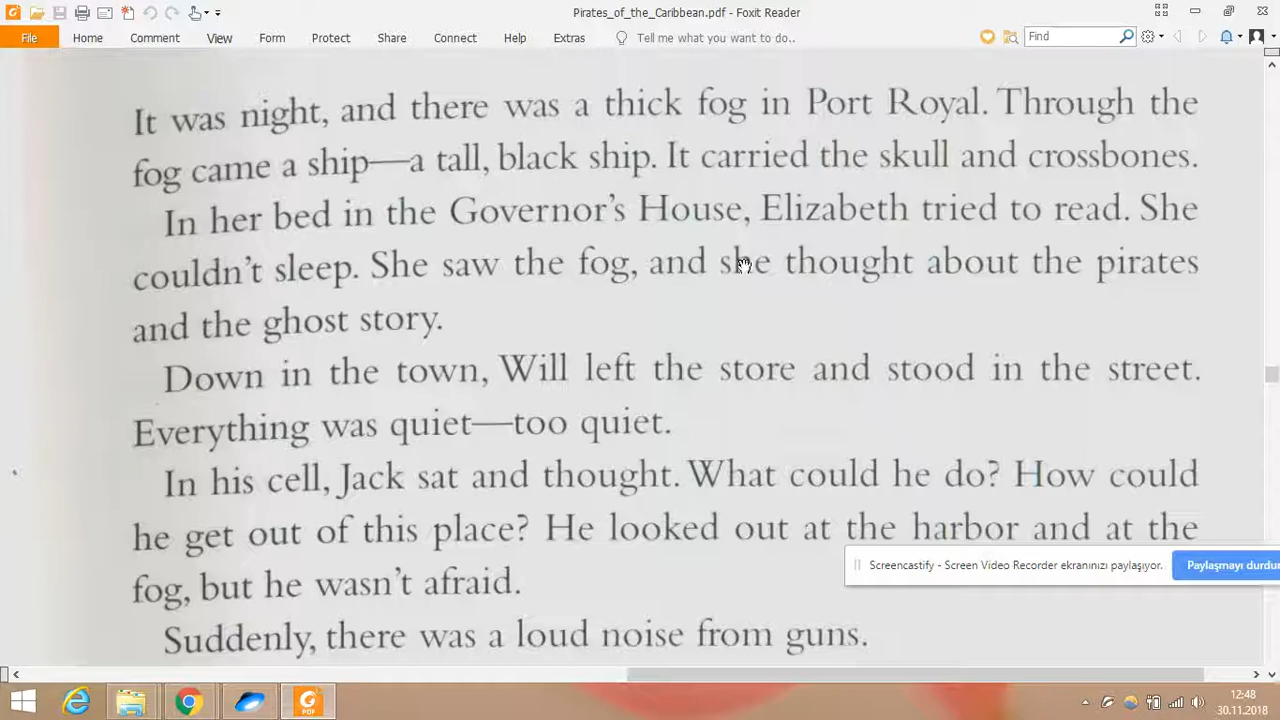 Pirates_of_the_Caribbean.pdf - Foxit Reader
File Home Comment View Form Protect Share Connect Help Extras Tell me what you want to do.. Find
It was night, and there was a thick fog in Port Royal. Through the
fog came a ship—a tall, black ship. It carried the skull and crossbones.
In her bed in the Governor's House, Elizabeth tried to read. She
couldn't sleep. She saw the fog, and she thought about the pirates
and the ghost story.
Down in the town, Will left the store and stood in the street.
Everything was quiet—too quiet.
In his cell, Jack sat and thought. What could he do? How could
he get out of this place? He looked out at the harbor and at the
fog, but he wasn't afraid.
Screencastify - Screen Video Recorder ekranınızı paylaşıyor. Paylaşmayı durdu
Suddenly, there was a loud noise from guns.
PDF
12:48
30.11.2018